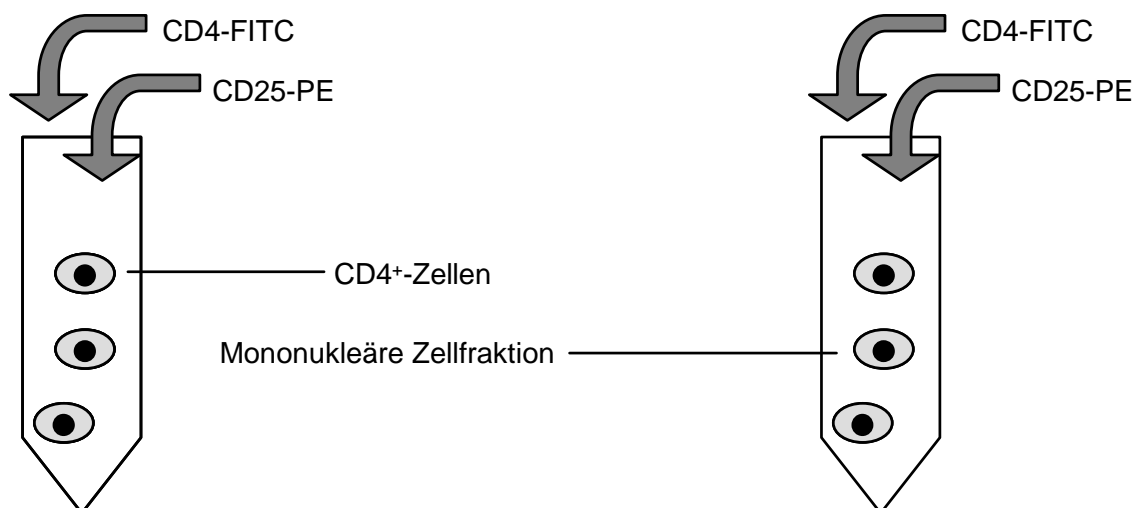 CD4-FITC
CD25-PE
CD4-FITC
CD25-PE
CD4⁺-Zellen
Mononukleäre Zellfraktion